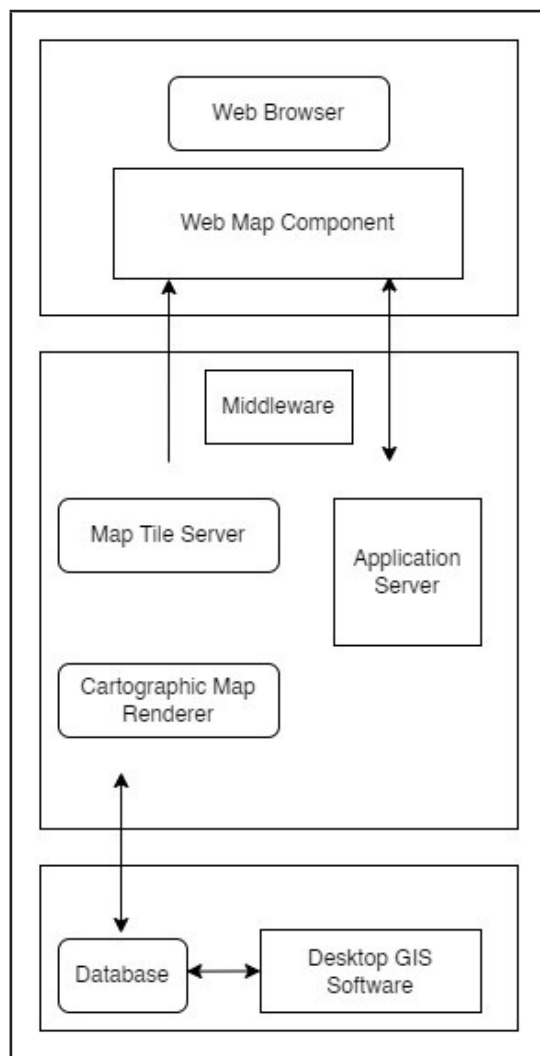 Web Browser
Web Map Component
Middleware
Map Tile Server
Application
Server
Cartographic Map
Renderer
Database
Desktop GIS
Software